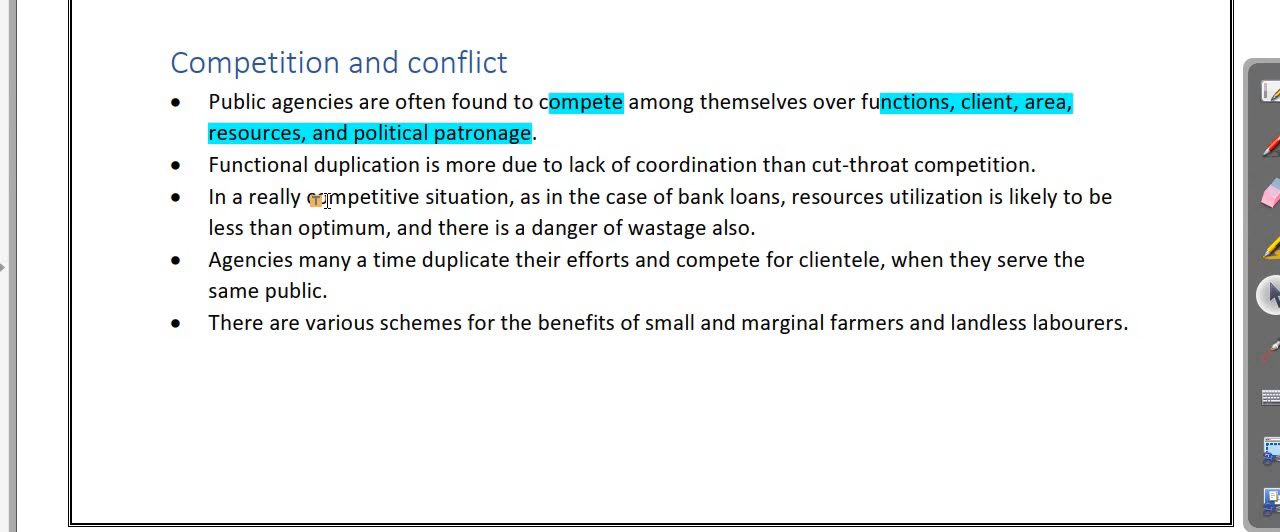 Competition and conflict
• Public agencies are often found to compete among themselves over functions, client, area,
resources, and political patronage.
• Functional duplication is more due to lack of coordination than cut-throat competition.
• In a really competitive situation, as in the case of bank loans, resources utilization is likely to be
less than optimum, and there is a danger of wastage also.
• Agencies many a time duplicate their efforts and compete for clientele, when they serve the
same public.
• There are various schemes for the benefits of small and marginal farmers and landless labourers.